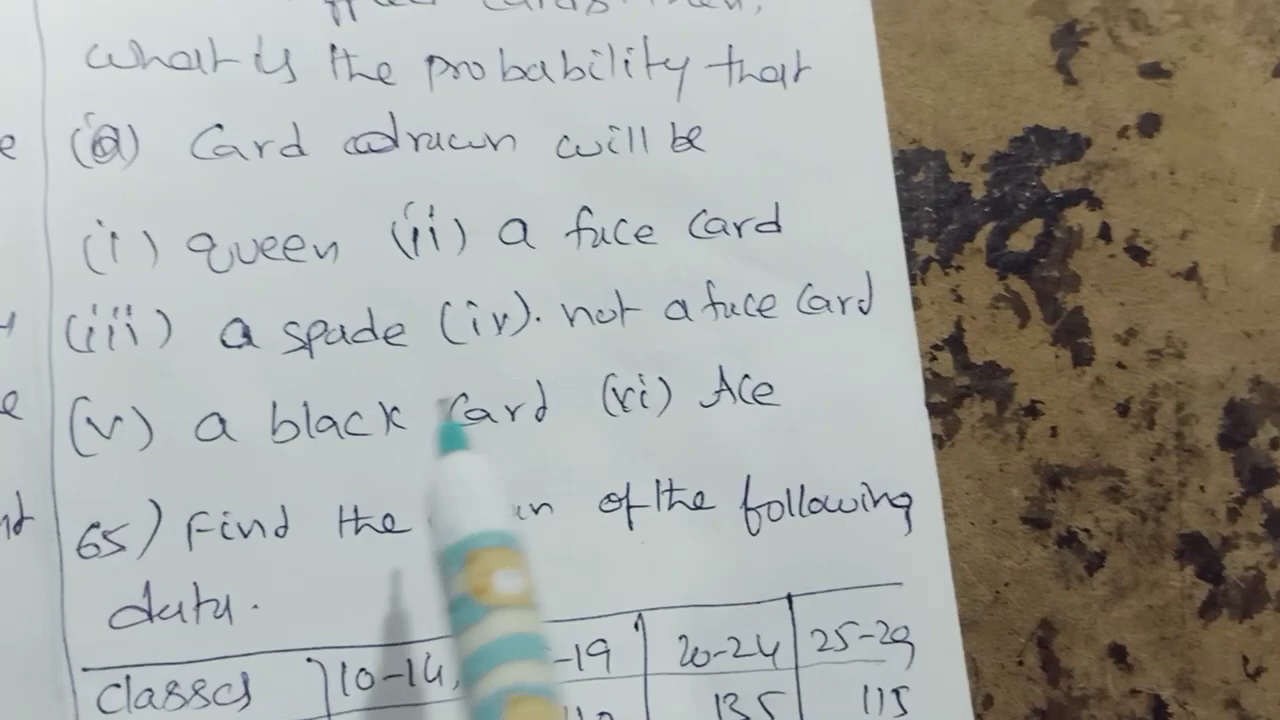 what is the probability that
(a) Card drawn will be
(i) queen (ii) a face card
(iii) a spade (iv). not a face card
(v) a black card (vi) Ace
65) Find the of the following
data.
classes 10-14, -19 20-24 25-29
135 115